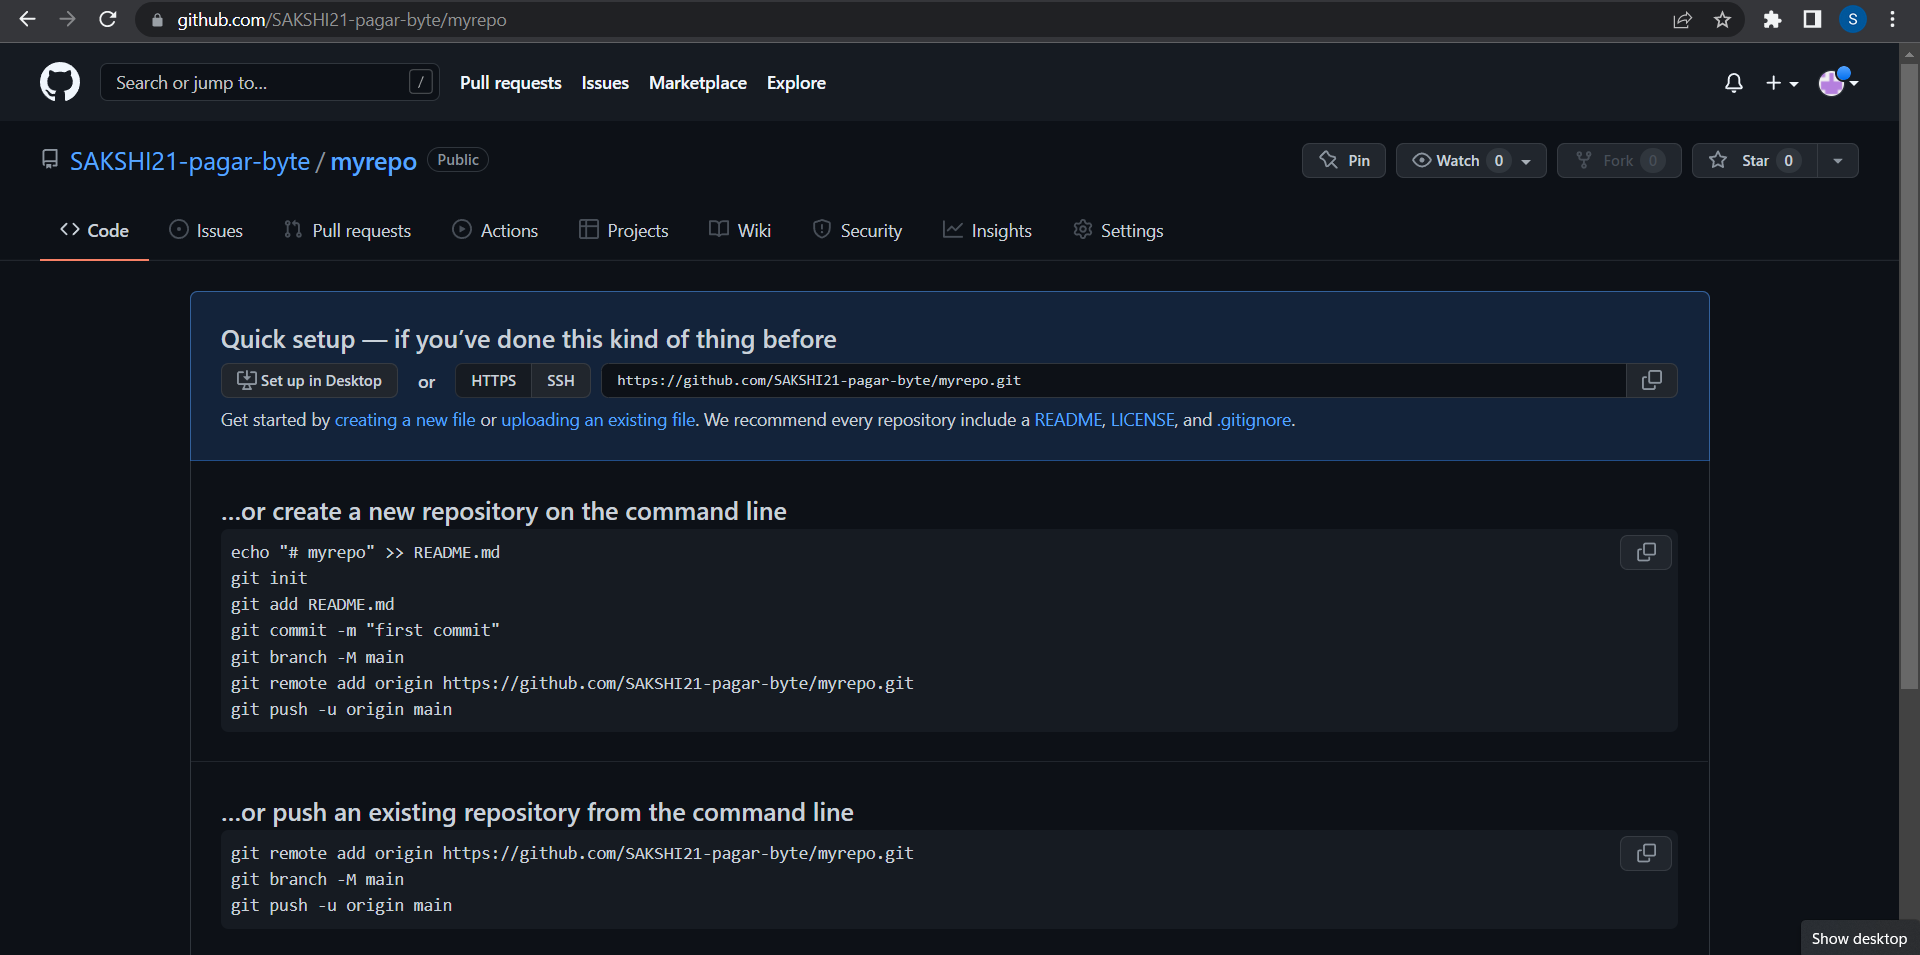 github.com/SAKSHI21-pagar-byte/myrepo
S
Search or jump to... / Pull requests Issues Marketplace Explore
SAKSHI21-pagar-byte / myrepo Public Pin Watch 0 Fork 0 Star 0
Code Issues Pull requests Actions Projects Wiki Security Insights Settings
Quick setup — if you’ve done this kind of thing before
Set up in Desktop or HTTPS SSH https://github.com/SAKSHI21-pagar-byte/myrepo.git
Get started by creating a new file or uploading an existing file. We recommend every repository include a README, LICENSE, and .gitignore.
…or create a new repository on the command line
echo "# myrepo" >> README.md
git init
git add README.md
git commit -m "first commit"
git branch -M main
git remote add origin https://github.com/SAKSHI21-pagar-byte/myrepo.git
git push -u origin main
…or push an existing repository from the command line
git remote add origin https://github.com/SAKSHI21-pagar-byte/myrepo.git
git branch -M main
git push -u origin main
Show desktop